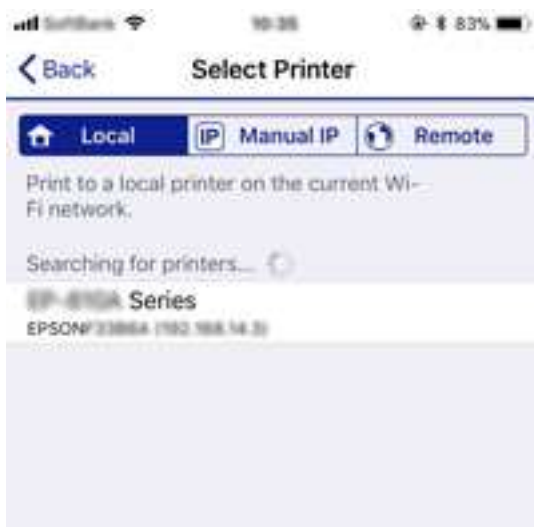 83%
Back
Select Printer
Local
IP Manual IP
Remote
Print to a local printer on the current Wi-
Fi network.
Searching for printers...
Series
EPSON